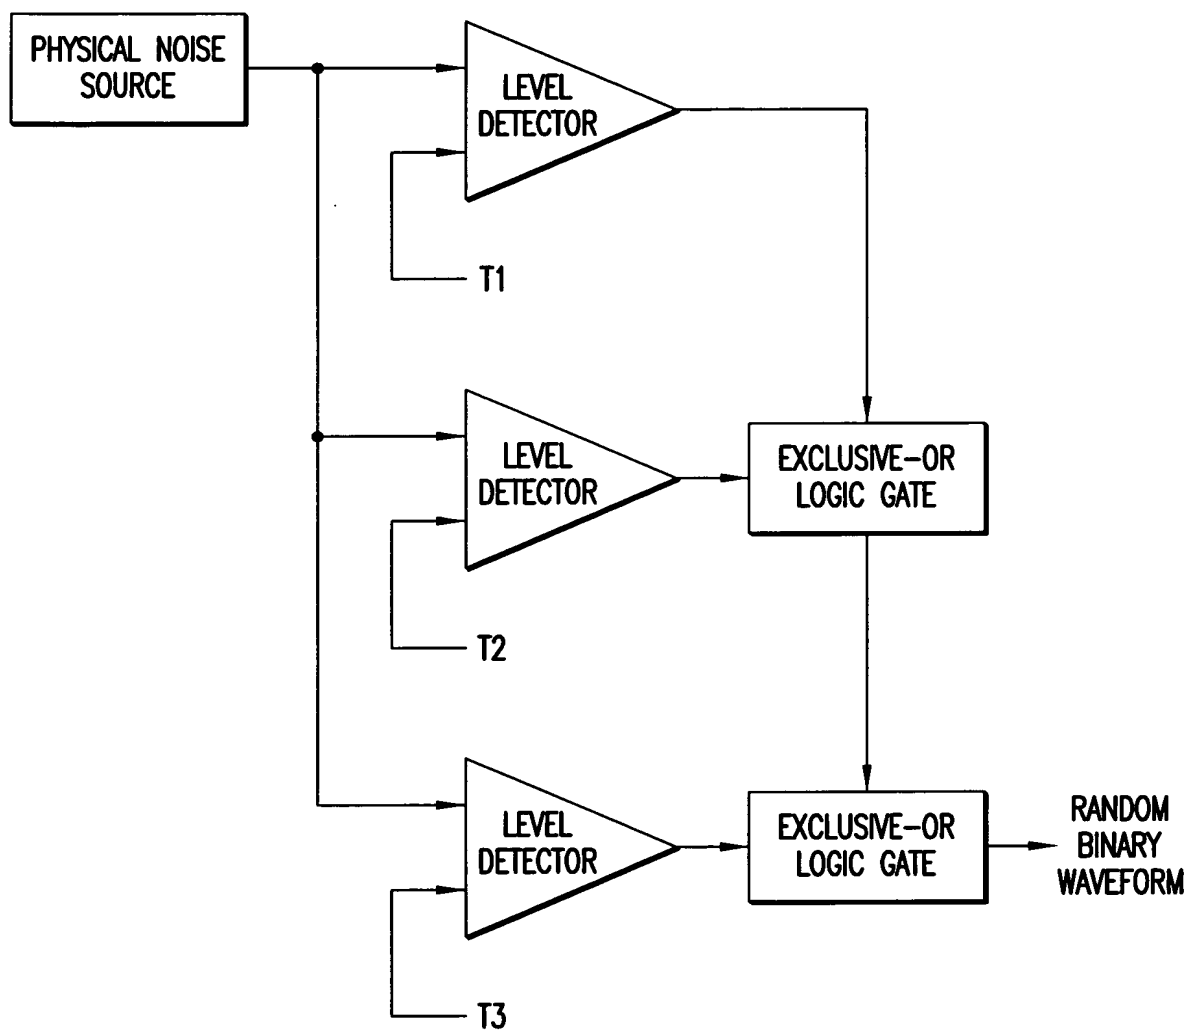 PHYSICAL NOISE
SOURCE
LEVEL
DETECTOR
T1
LEVEL
DETECTOR
EXCLUSIVE-OR
LOGIC GATE
T2
LEVEL
DETECTOR
EXCLUSIVE-OR
LOGIC GATE
RANDOM
BINARY
WAVEFORM
T3